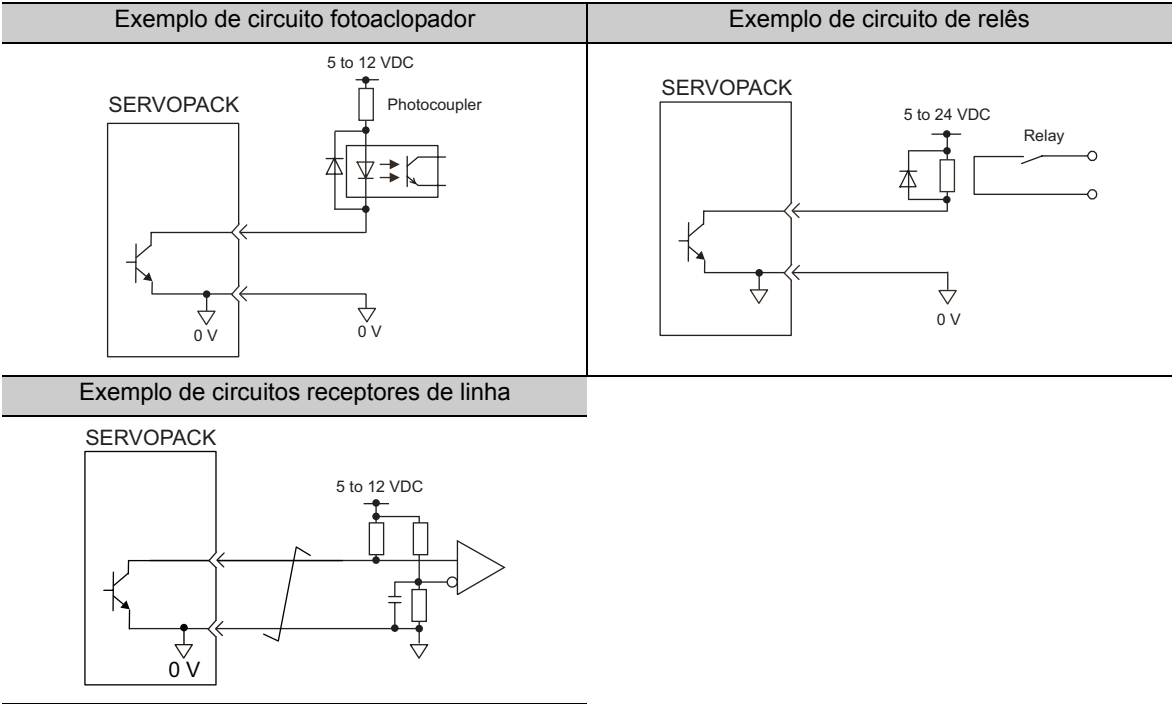 Exemplo de circuito fotoaclopador
5 to 12 VDC
SERVOPACK
Photocoupler
0 V
0 V
Exemplo de circuito de relês
SERVOPACK
5 to 24 VDC
Relay
0 V
Exemplo de circuitos receptores de linha
SERVOPACK
5 to 12 VDC
0 V